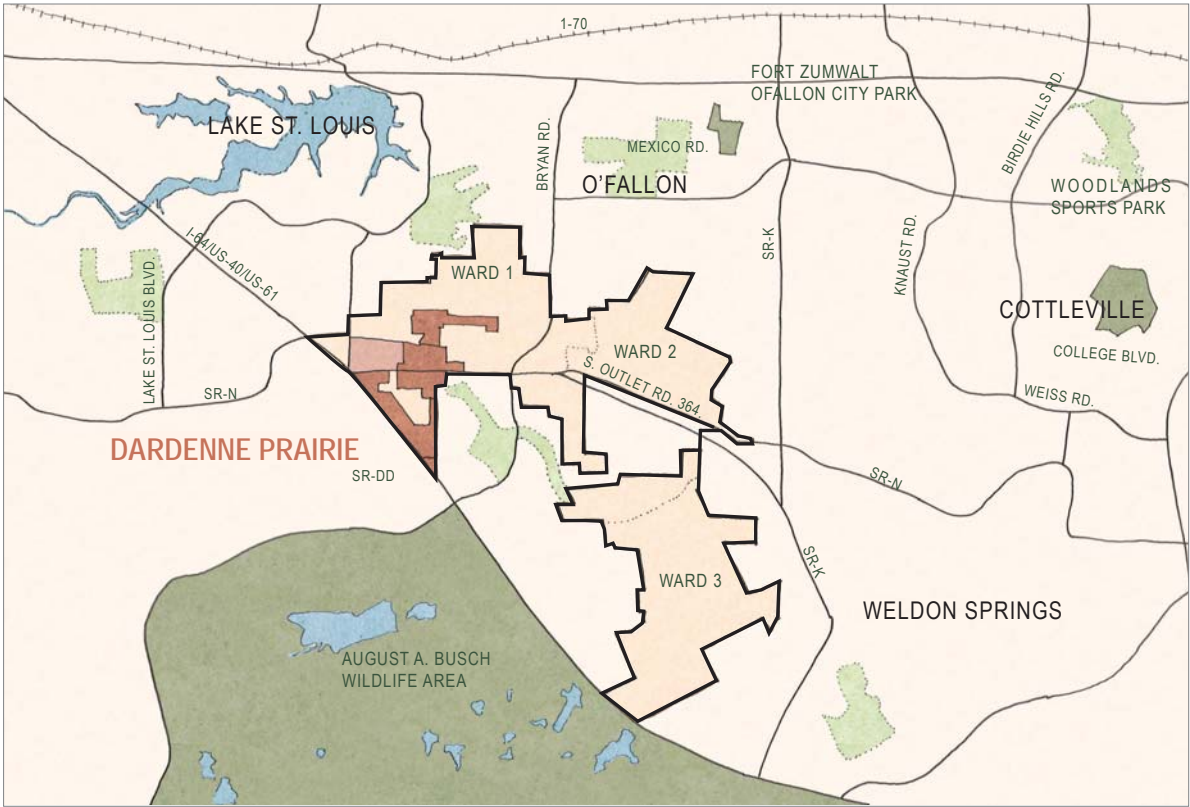 1-70
FORT ZUMWALT
OFALLON CITY PARK
LAKE ST. LOUIS
BRYAN RD.
MEXICO RD.
BIRDIE HILLS RD.
O'FALLON
WOODLANDS
SPORTS PARK
I-64/US-40/US-61
SR-K
KNAUST RD.
LAKE ST. LOUIS BLVD.
WARD 1
COTTLEVILLE
WARD 2
COLLEGE BLVD.
S. OUTLET RD. 364.
SR-N
WEISS RD.
DARDENNE PRAIRIE
SR-DD
SR-N
SR-K
WARD 3
WELDON SPRINGS
AUGUST A. BUSCH
WILDLIFE AREA